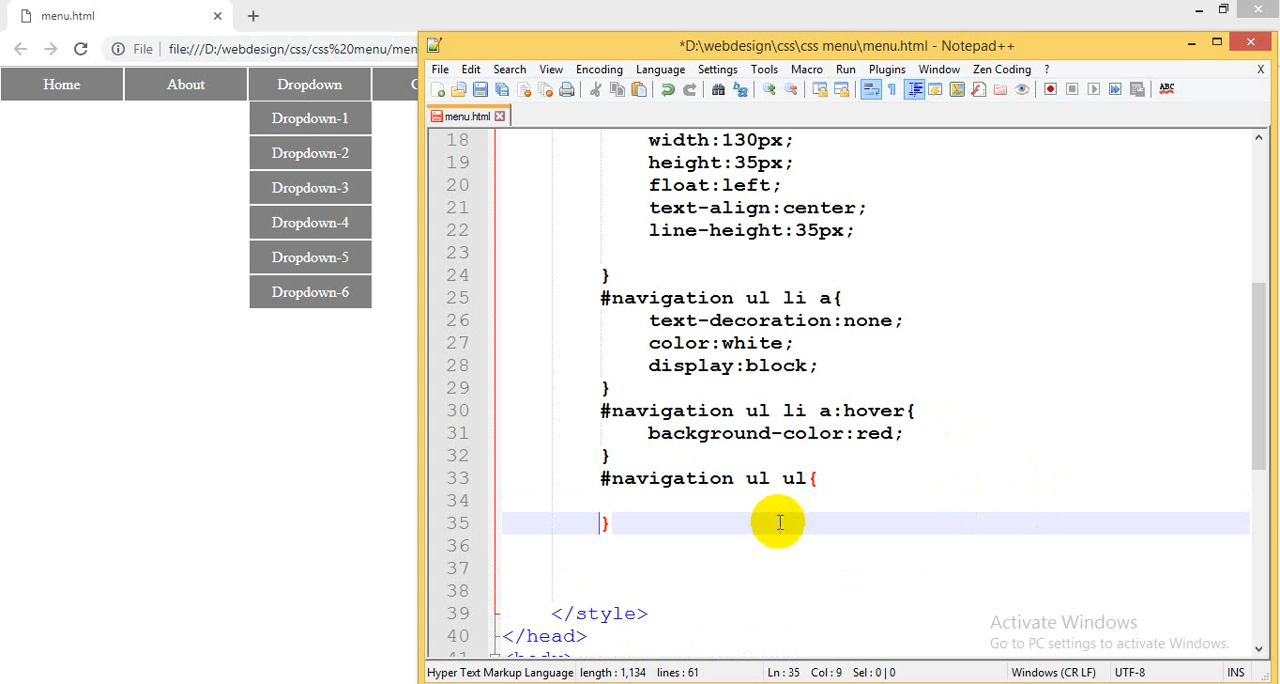 menu.html
File file:///D:/webdesign/css/css%20menu/men
Home About Dropdown
Dropdown-1
Dropdown-2
Dropdown-3
Dropdown-4
Dropdown-5
Dropdown-6
*D:\webdesign\css\css menu\menu.html - Notepad++
File Edit Search View Encoding Language Settings Tools Macro Run Plugins Window Zen Coding ? X
ABC
menu.html
18 width:130px;
19 height:35px;
20 float:left;
21 text-align:center;
22 line-height:35px;
23
24 }
25 #navigation ul li a{
26 text-decoration:none;
27 color:white;
28 display:block;
29 }
30 #navigation ul li a:hover{
31 background-color:red;
32 }
33 #navigation ul ul{
34
35 }
36
37
38
39 </style>
40 </head>
41 <body>
Activate Windows
Go to PC settings to activate Windows.
Hyper Text Markup Language length : 1,134 lines : 61 Ln : 35 Col : 9 Sel : 0 | 0 Windows (CR LF) UTF-8 INS